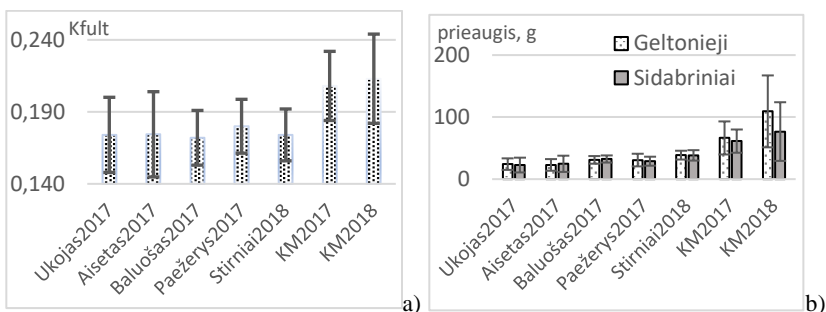 Kfult
0,240
0,190
0,140
Ukojas2017
Aisetas2017
Baluošas2017
Paežerys2017
Stirniai2018
KM2017
KM2018
a)
prieaugis, g
200
100
0
Geltonieji
Sidabriniai
Ukojas2017
Aisetas2017
Baluošas2017
Paežerys2017
Stirniai2018
KM2017
KM2018
b)